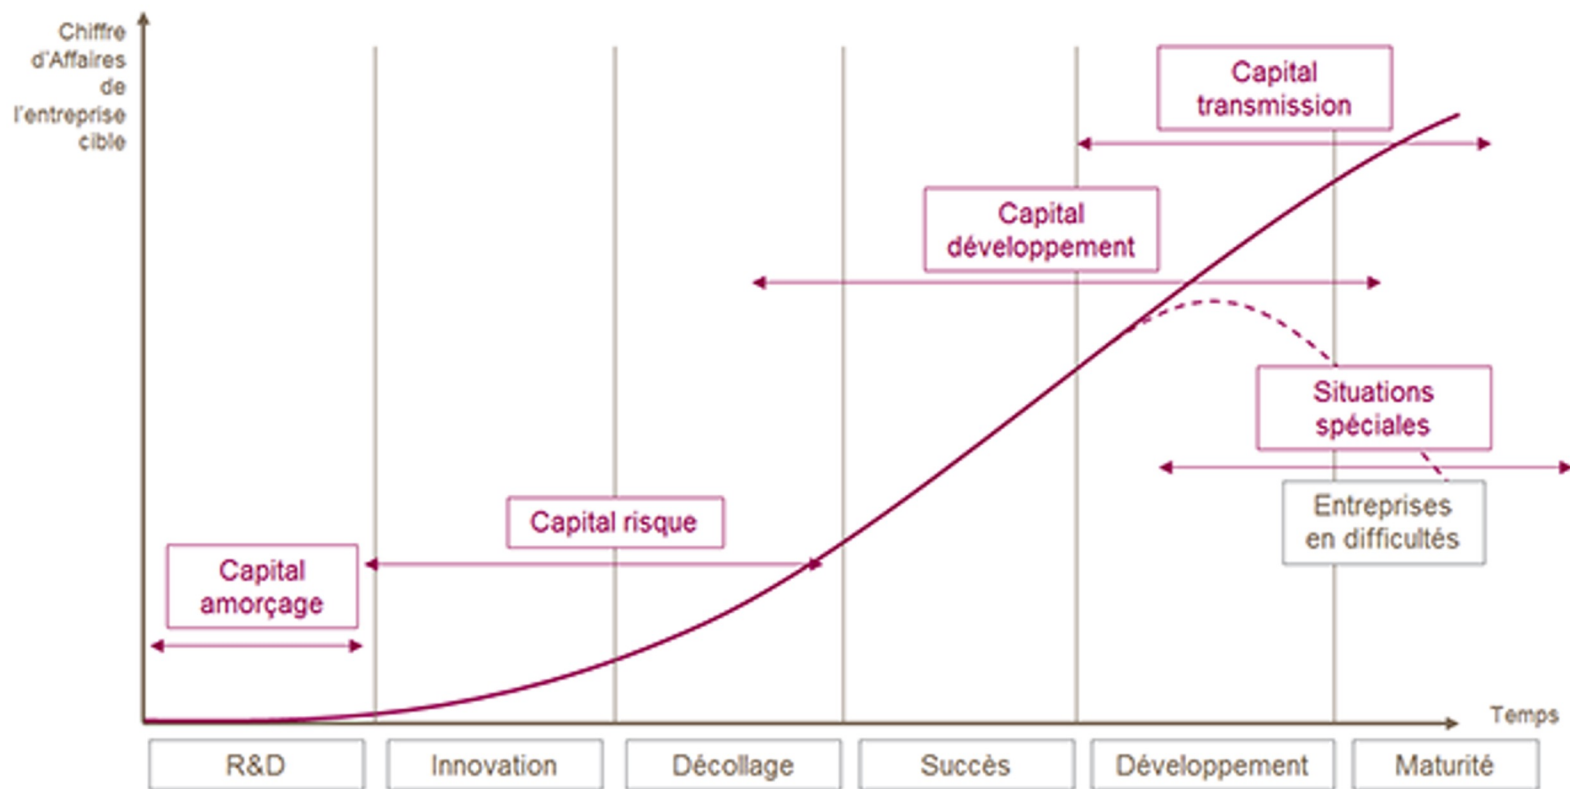 Chiffre
d'Affaires
de
l'entreprise
cible
Capital
transmission
Capital
développement
Situations
spéciales
Entreprises
en difficultés
Capital risque
Capital
amorçage
Temps
R&D
Innovation
Décollage
Succès
Développement
Maturité